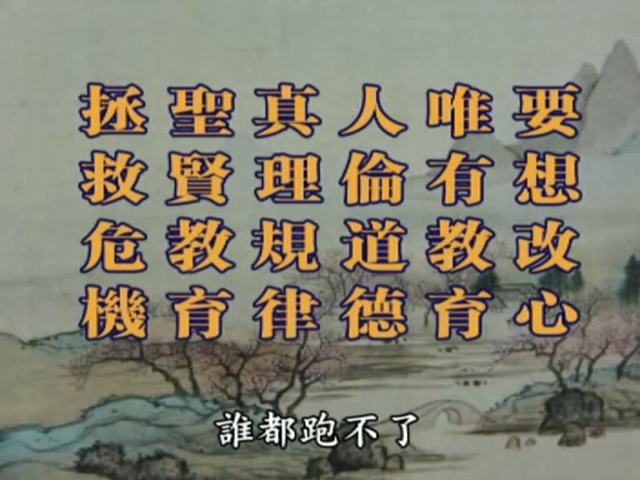 要想改心
唯有教育
人倫道德
真理規律
聖賢教育
拯救危機
誰都跑不了